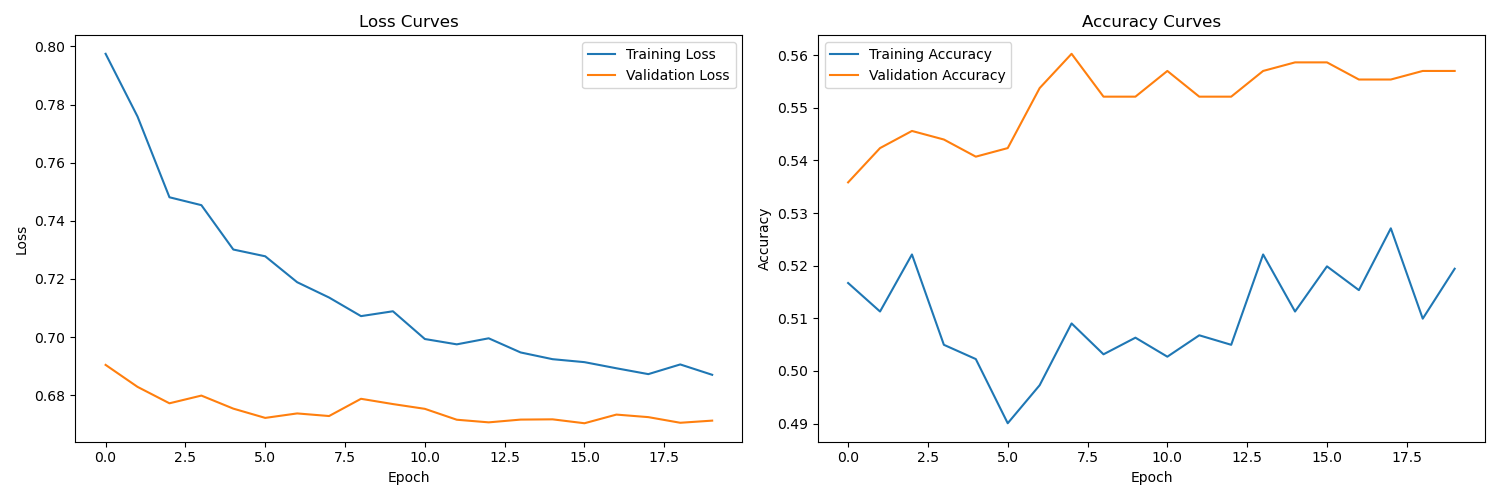 Loss Curves
Training Loss
Validation Loss
0.80
0.78
0.76
0.74
0.72
0.70
0.68
Loss
0.0 2.5 5.0 7.5 10.0 12.5 15.0 17.5
Epoch
Accuracy Curves
Training Accuracy
Validation Accuracy
0.56
0.55
0.54
0.53
0.52
0.51
0.50
0.49
Accuracy
0.0 2.5 5.0 7.5 10.0 12.5 15.0 17.5
Epoch